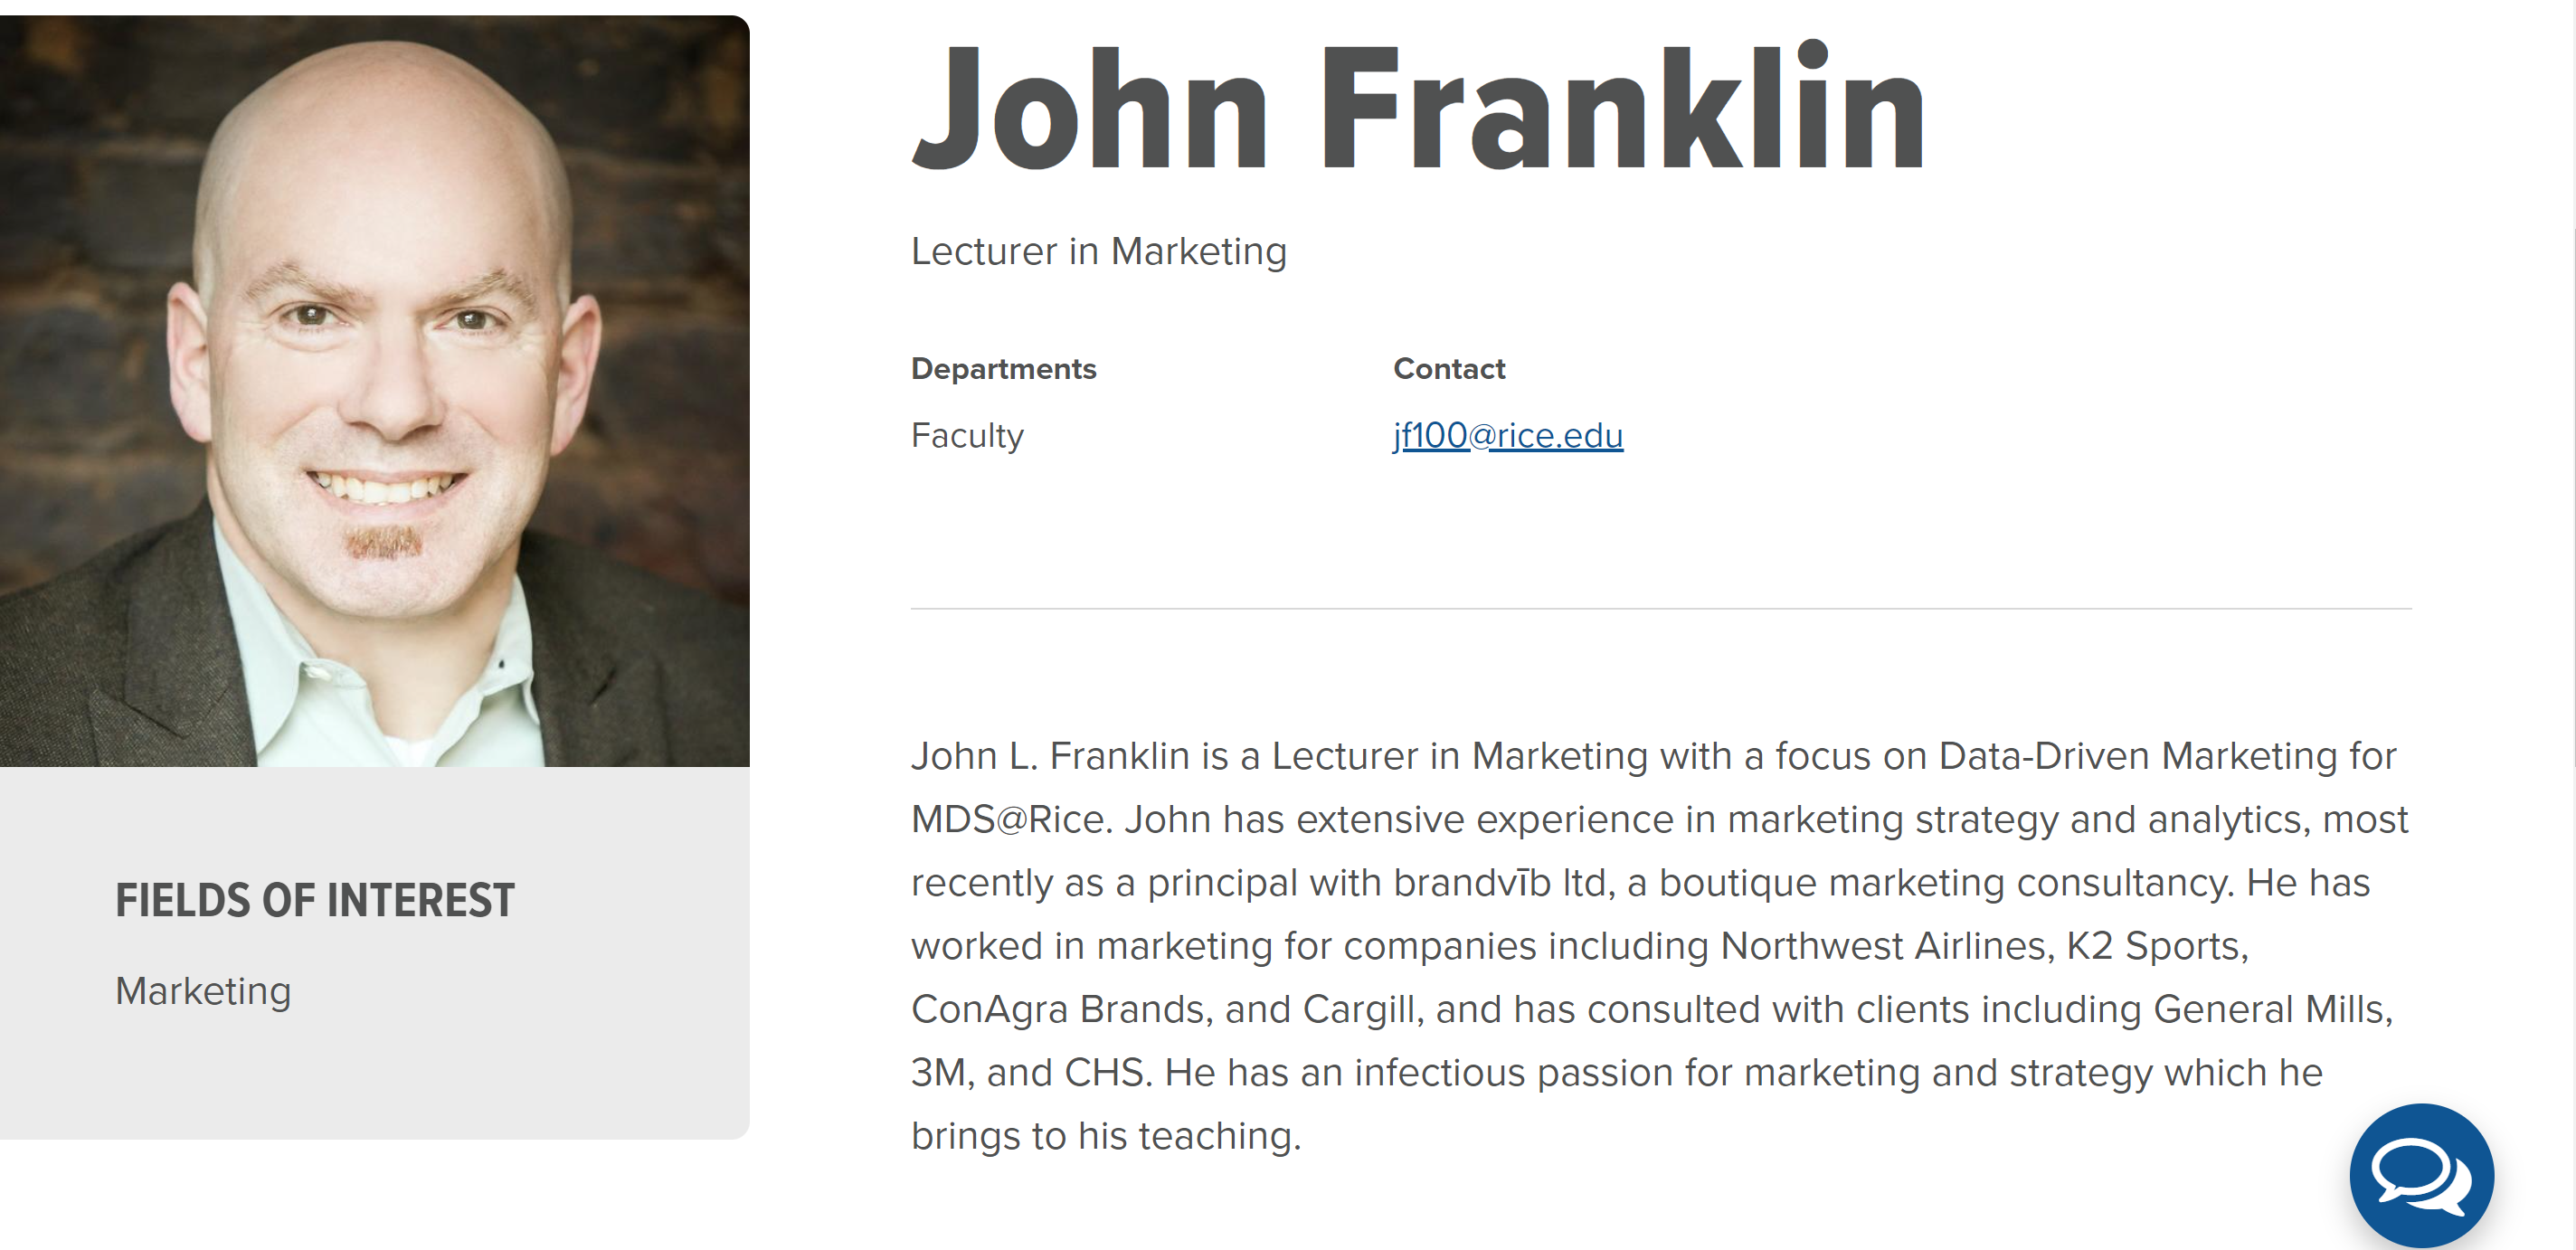 John Franklin
Lecturer in Marketing
Departments
Faculty
Contact
jf100@rice.edu
John L. Franklin is a Lecturer in Marketing with a focus on Data-Driven Marketing for
MDS@Rice. John has extensive experience in marketing strategy and analytics, most
recently as a principal with brandvīb ltd, a boutique marketing consultancy. He has
worked in marketing for companies including Northwest Airlines, K2 Sports,
ConAgra Brands, and Cargill, and has consulted with clients including General Mills,
3M, and CHS. He has an infectious passion for marketing and strategy which he
brings to his teaching.
FIELDS OF INTEREST
Marketing